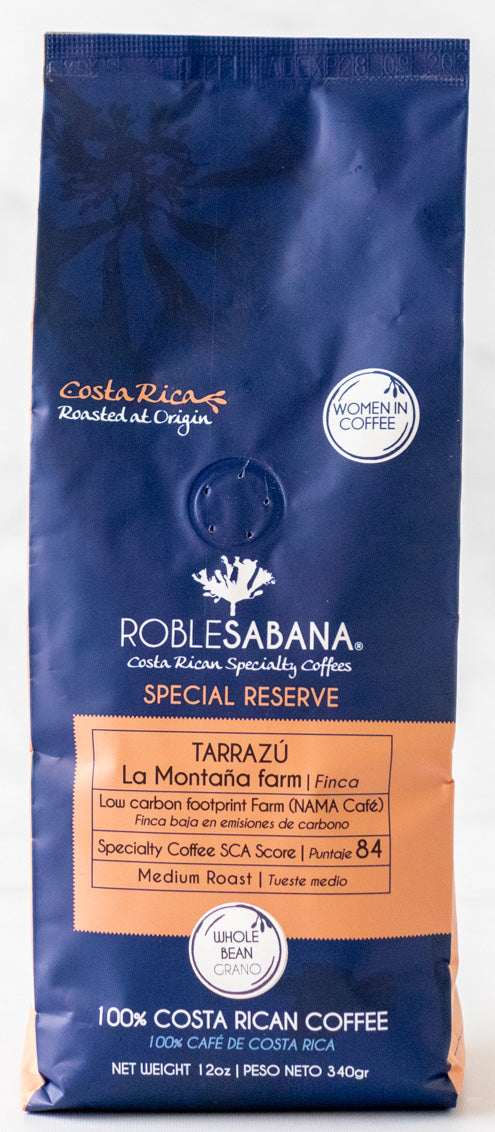 Costa Rica
Roasted at Origin
WOMEN IN
COFFEE
ROBLESABANA®
Costa Rican Specialty Coffees
SPECIAL RESERVE
TARRAZÚ
La Montaña farm | Finca
Low carbon footprint Farm (NAMA Café)
Finca baja en emisiones de carbono
Specialty Coffee SCA Score | Puntaje 84
Medium Roast | Tueste medio
WHOLE
BEAN
GRANO
100% COSTA RICAN COFFEE
100% CAFÉ DE COSTA RICA
NET WEIGHT 12oz | PESO NETO 340gr